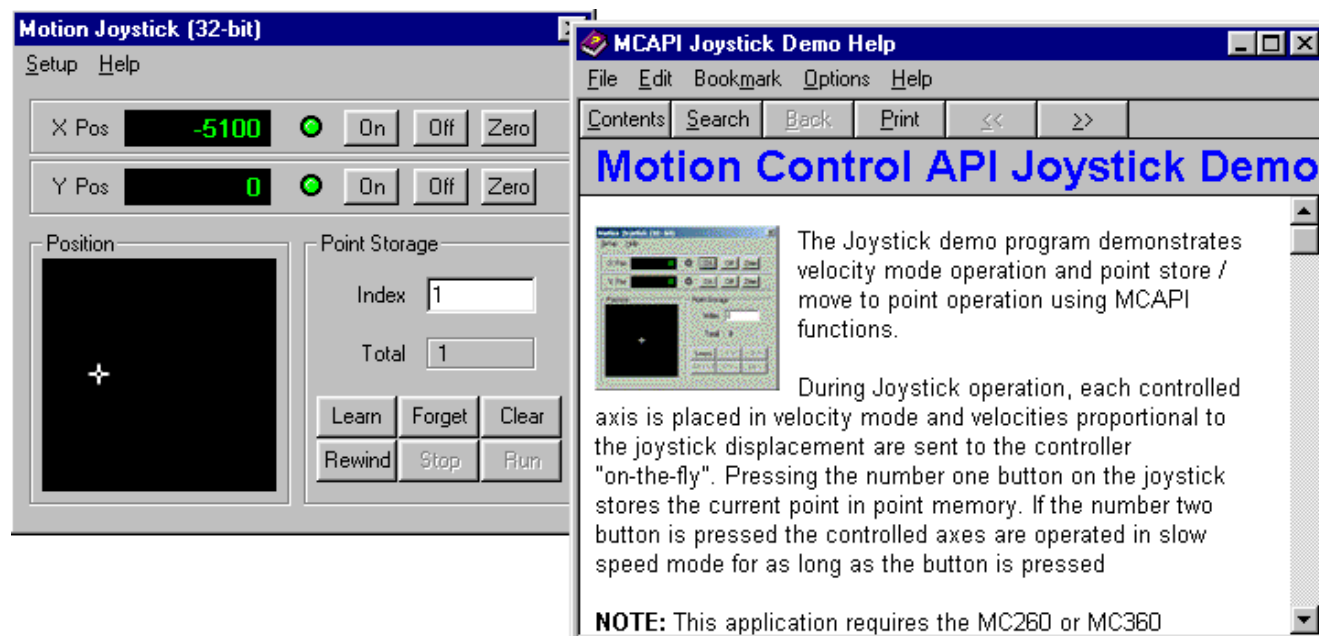 Motion Joystick (32-bit)
Setup Help
X Pos -5100 On Off Zero
Y Pos 0 On Off Zero
Position
Point Storage
Index 1
Total 1
Learn Forget Clear
Rewind Stop Run
MCAPI Joystick Demo Help
File Edit Bookmark Options Help
Contents Search Back Print << >>
Motion Control API Joystick Demo
The Joystick demo program demonstrates
velocity mode operation and point store /
move to point operation using MCAPI
functions.
During Joystick operation, each controlled
axis is placed in velocity mode and velocities proportional to
the joystick displacement are sent to the controller
"on-the-fly". Pressing the number one button on the joystick
stores the current point in point memory. If the number two
button is pressed the controlled axes are operated in slow
speed mode for as long as the button is pressed
NOTE: This application requires the MC260 or MC360